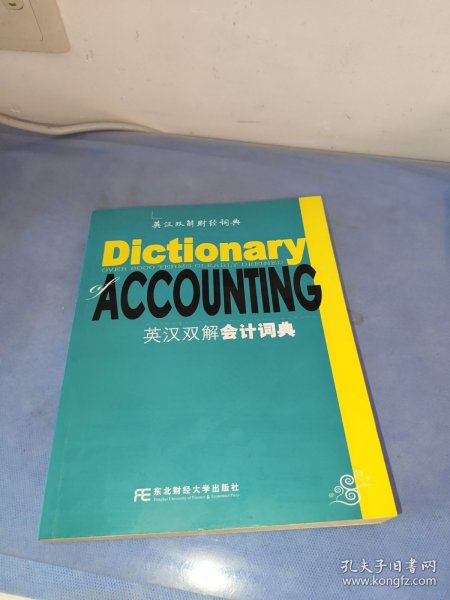 英汉双解财经词典
Dictionary
OVER 6000 TERMS CLEARLY DEFINED
of
ACCOUNTING
英汉双解会计词典
东北财经大学出版社
Dongbei University of Finance & Economics Press
孔夫子旧书网
www.kongfz.com